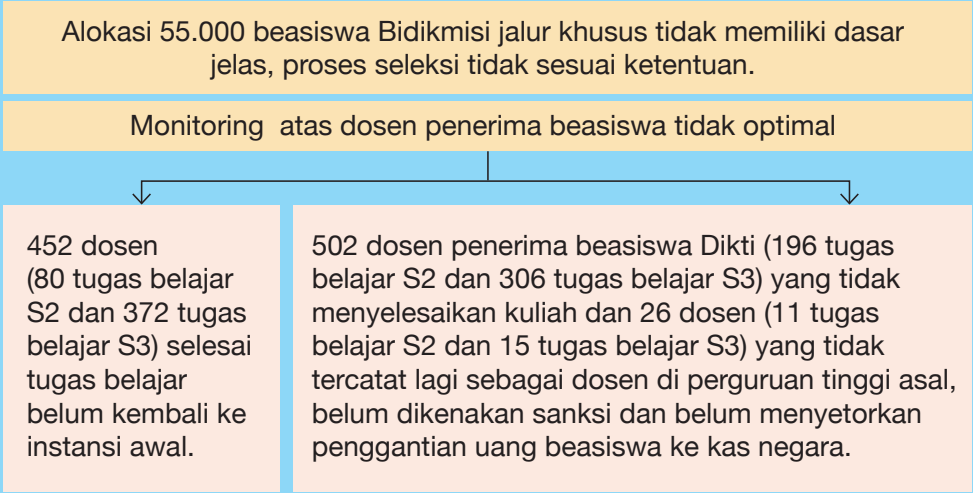 Alokasi 55.000 beasiswa Bidikmisi jalur khusus tidak memiliki dasar
jelas, proses seleksi tidak sesuai ketentuan.
Monitoring atas dosen penerima beasiswa tidak optimal
452 dosen
(80 tugas belajar
S2 dan 372 tugas
belajar S3) selesai
tugas belajar
belum kembali ke
instansi awal.
502 dosen penerima beasiswa Dikti (196 tugas
belajar S2 dan 306 tugas belajar S3) yang tidak
menyelesaikan kuliah dan 26 dosen (11 tugas
belajar S2 dan 15 tugas belajar S3) yang tidak
tercatat lagi sebagai dosen di perguruan tinggi asal,
belum dikenakan sanksi dan belum menyetorkan
penggantian uang beasiswa ke kas negara.